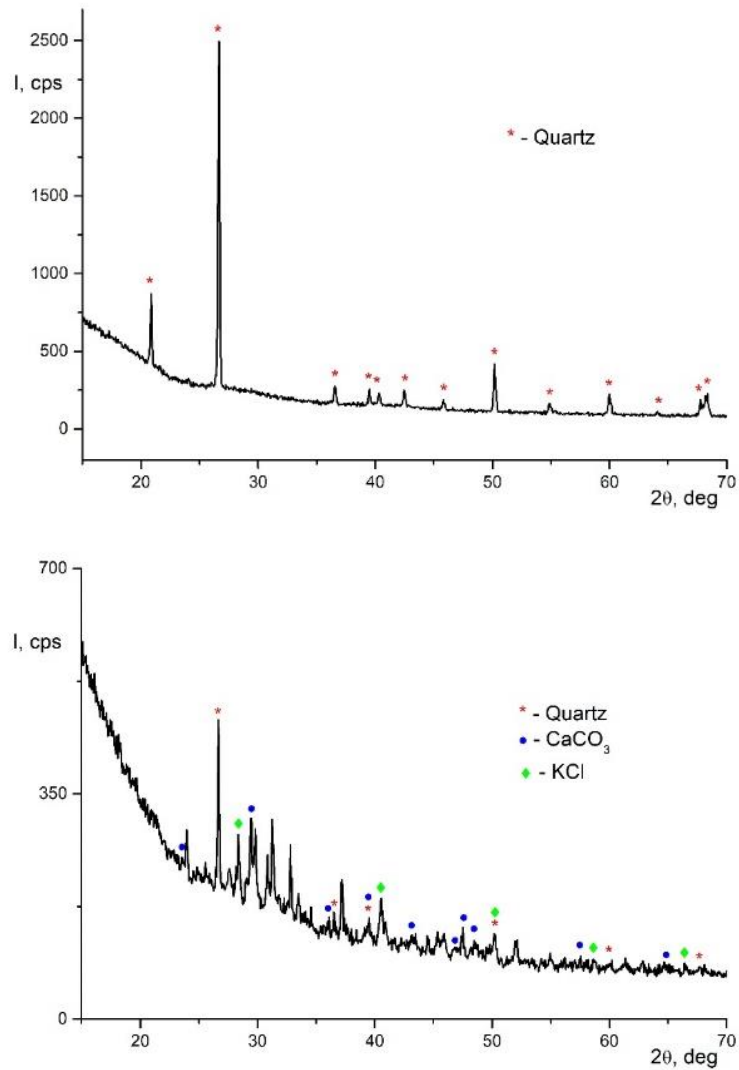 2500
I, cps
2000
* - Quartz
1500
1000
500
0
20 30 40 50 60 70
2θ, deg
700
I, cps
* - Quartz
● - CaCO₃
♦ - KCl
350
0
20 30 40 50 60 70
2θ, deg